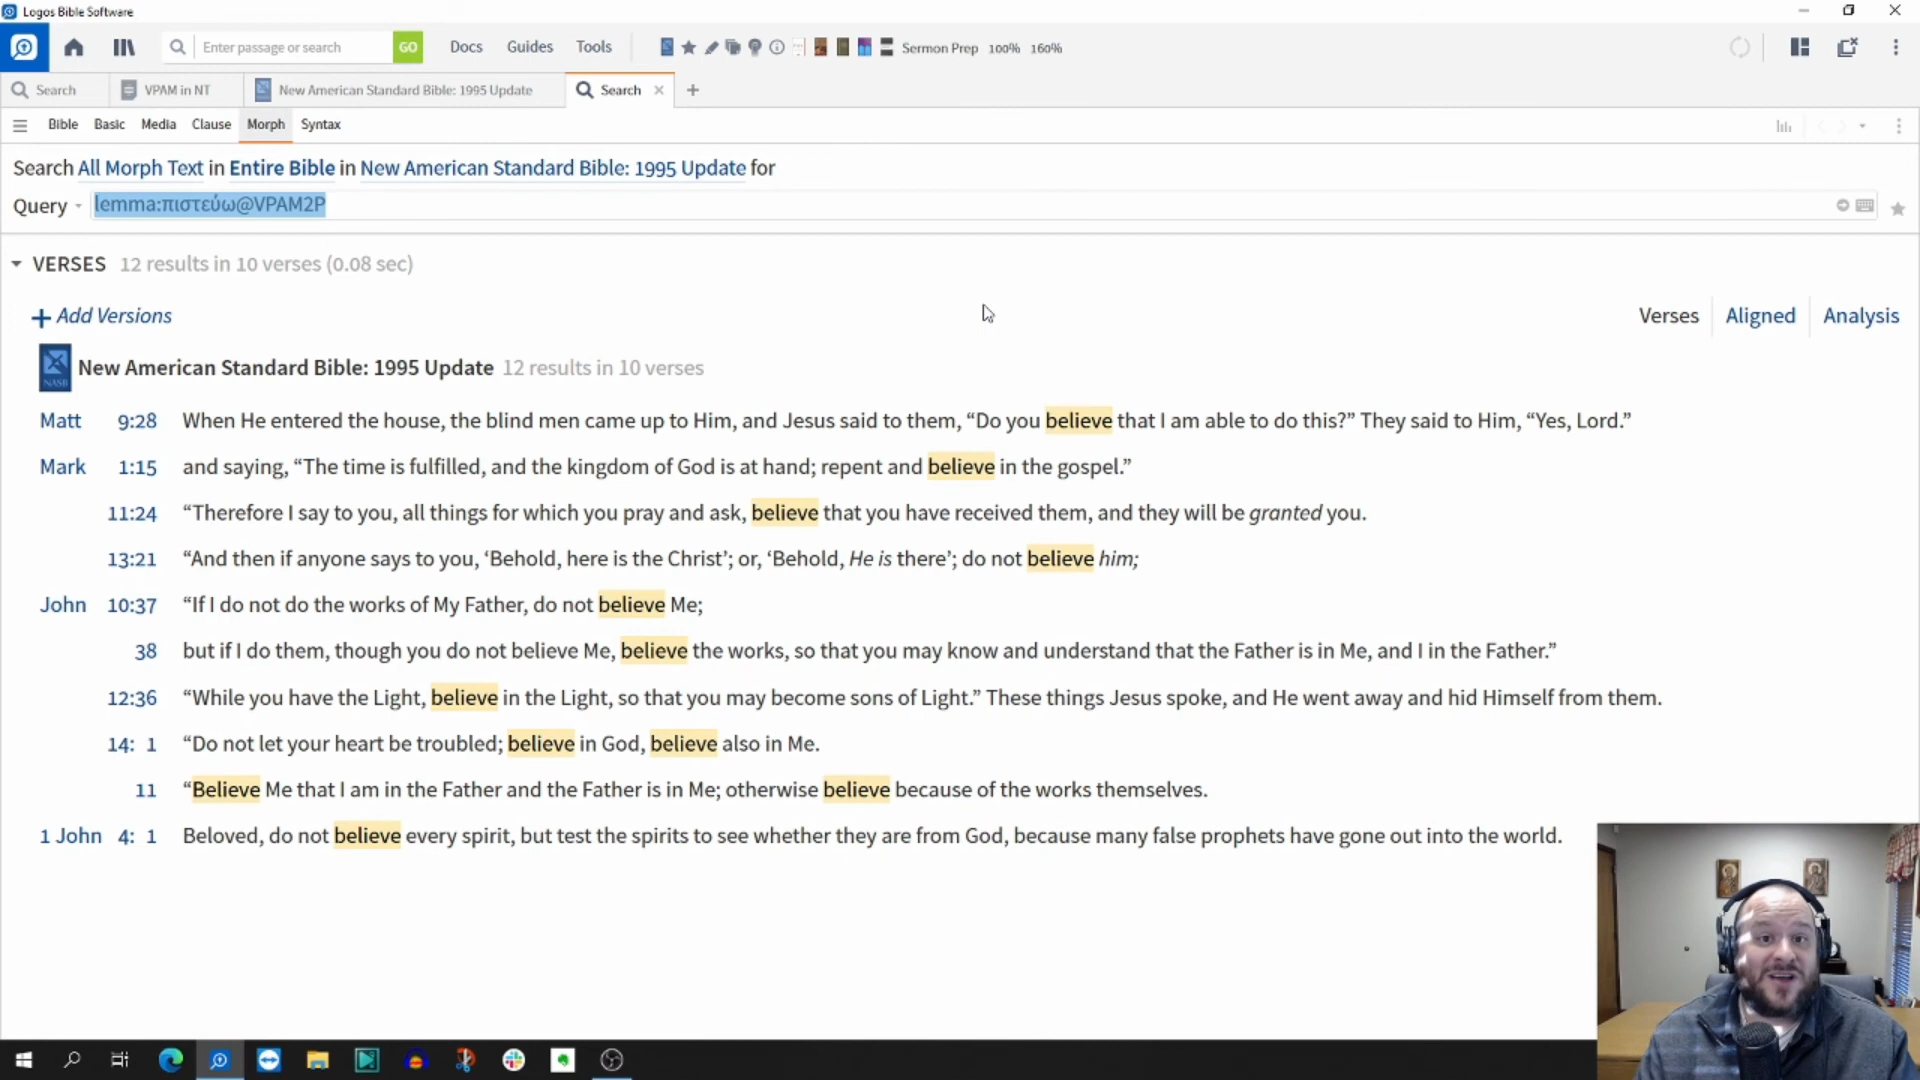 Logos Bible Software
Enter passage or search GO Docs Guides Tools Sermon Prep 100% 160%
Search VPAM in NT New American Standard Bible: 1995 Update Search
Bible Basic Media Clause Morph Syntax
Search All Morph Text in Entire Bible in New American Standard Bible: 1995 Update for
Query lemma:πιστεύω@VPAM2P
VERSES 12 results in 10 verses (0.08 sec)
Add Versions Verses Aligned Analysis
NASB New American Standard Bible: 1995 Update 12 results in 10 verses
Matt 9:28 When He entered the house, the blind men came up to Him, and Jesus said to them, “Do you believe that I am able to do this?” They said to Him, “Yes, Lord.”
Mark 1:15 and saying, “The time is fulfilled, and the kingdom of God is at hand; repent and believe in the gospel.”
11:24 “Therefore I say to you, all things for which you pray and ask, believe that you have received them, and they will be granted you.
13:21 “And then if anyone says to you, ‘Behold, here is the Christ’; or, ‘Behold, He is there’; do not believe him;
John 10:37 “If I do not do the works of My Father, do not believe Me;
38 but if I do them, though you do not believe Me, believe the works, so that you may know and understand that the Father is in Me, and I in the Father.”
12:36 “While you have the Light, believe in the Light, so that you may become sons of Light.” These things Jesus spoke, and He went away and hid Himself from them.
14: 1 “Do not let your heart be troubled; believe in God, believe also in Me.
11 “Believe Me that I am in the Father and the Father is in Me; otherwise believe because of the works themselves.
1 John 4: 1 Beloved, do not believe every spirit, but test the spirits to see whether they are from God, because many false prophets have gone out into the world.